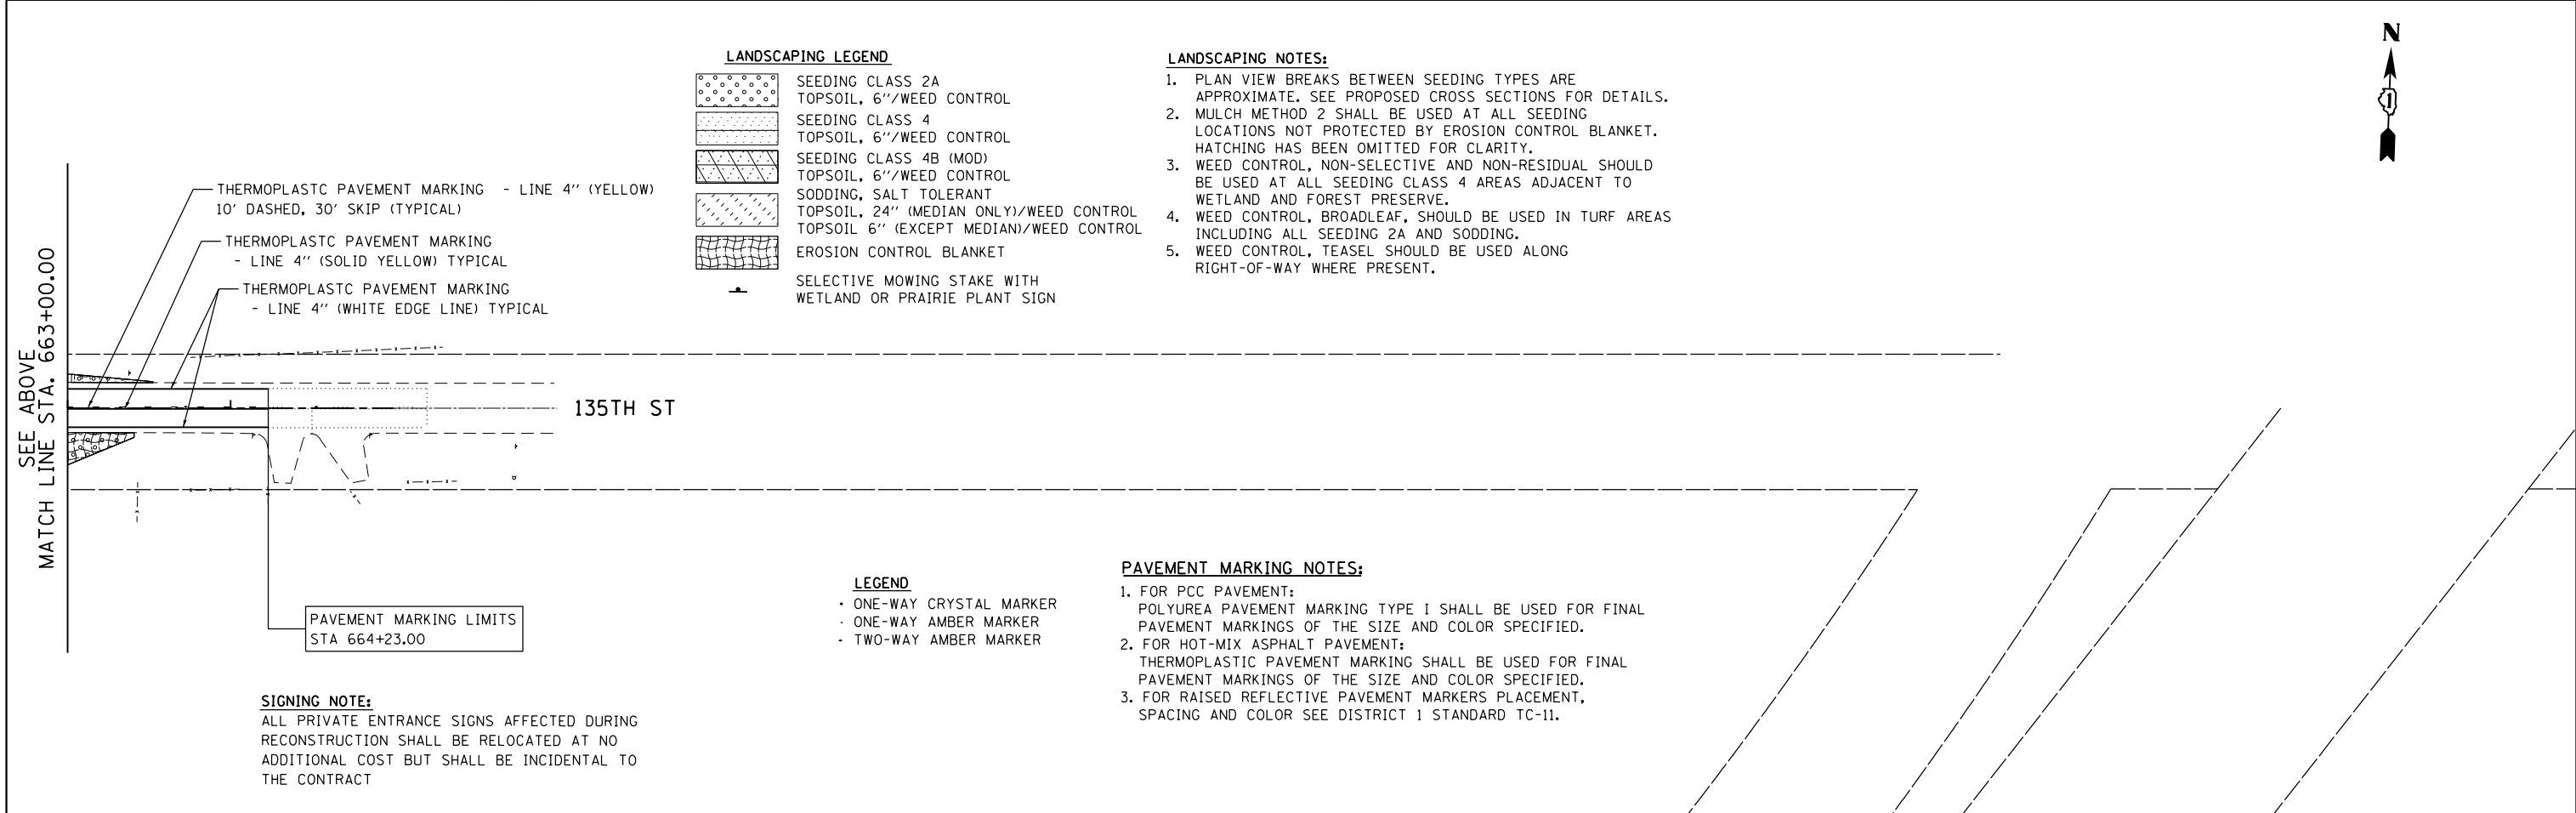 LANDSCAPING LEGEND
SEEDING CLASS 2A
TOPSOIL, 6''/WEED CONTROL
SEEDING CLASS 4
TOPSOIL, 6''/WEED CONTROL
SEEDING CLASS 4B (MOD)
TOPSOIL, 6''/WEED CONTROL
SODDING, SALT TOLERANT
TOPSOIL, 24'' (MEDIAN ONLY)/WEED CONTROL
TOPSOIL 6'' (EXCEPT MEDIAN)/WEED CONTROL
EROSION CONTROL BLANKET
SELECTIVE MOWING STAKE WITH
WETLAND OR PRAIRIE PLANT SIGN
LANDSCAPING NOTES:
1. PLAN VIEW BREAKS BETWEEN SEEDING TYPES ARE
APPROXIMATE. SEE PROPOSED CROSS SECTIONS FOR DETAILS.
2. MULCH METHOD 2 SHALL BE USED AT ALL SEEDING
LOCATIONS NOT PROTECTED BY EROSION CONTROL BLANKET.
HATCHING HAS BEEN OMITTED FOR CLARITY.
3. WEED CONTROL, NON-SELECTIVE AND NON-RESIDUAL SHOULD
BE USED AT ALL SEEDING CLASS 4 AREAS ADJACENT TO
WETLAND AND FOREST PRESERVE.
4. WEED CONTROL, BROADLEAF, SHOULD BE USED IN TURF AREAS
INCLUDING ALL SEEDING 2A AND SODDING.
5. WEED CONTROL, TEASEL SHOULD BE USED ALONG
RIGHT-OF-WAY WHERE PRESENT.
N
1
THERMOPLASTC PAVEMENT MARKING - LINE 4'' (YELLOW)
10' DASHED, 30' SKIP (TYPICAL)
THERMOPLASTC PAVEMENT MARKING
- LINE 4'' (SOLID YELLOW) TYPICAL
THERMOPLASTC PAVEMENT MARKING
- LINE 4'' (WHITE EDGE LINE) TYPICAL
SEE ABOVE
MATCH LINE STA. 663+00.00
135TH ST
PAVEMENT MARKING LIMITS
STA 664+23.00
SIGNING NOTE:
ALL PRIVATE ENTRANCE SIGNS AFFECTED DURING
RECONSTRUCTION SHALL BE RELOCATED AT NO
ADDITIONAL COST BUT SHALL BE INCIDENTAL TO
THE CONTRACT
LEGEND
ONE-WAY CRYSTAL MARKER
ONE-WAY AMBER MARKER
TWO-WAY AMBER MARKER
PAVEMENT MARKING NOTES:
1. FOR PCC PAVEMENT:
POLYUREA PAVEMENT MARKING TYPE I SHALL BE USED FOR FINAL
PAVEMENT MARKINGS OF THE SIZE AND COLOR SPECIFIED.
2. FOR HOT-MIX ASPHALT PAVEMENT:
THERMOPLASTIC PAVEMENT MARKING SHALL BE USED FOR FINAL
PAVEMENT MARKINGS OF THE SIZE AND COLOR SPECIFIED.
3. FOR RAISED REFLECTIVE PAVEMENT MARKERS PLACEMENT,
SPACING AND COLOR SEE DISTRICT 1 STANDARD TC-11.